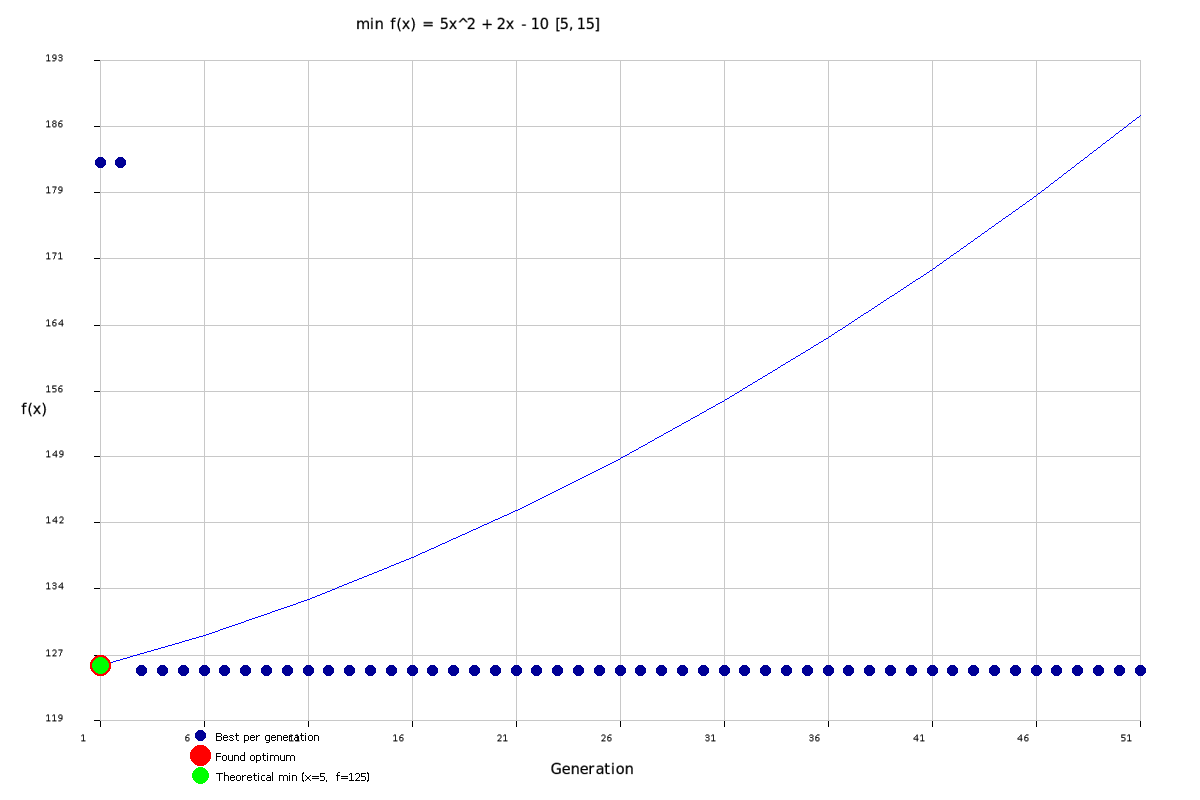 min f(x) = 5x^2 + 2x - 10 [5, 15]
193
186
179
171
164
156
f(x)
149
142
134
127
119
1 6 11 16 21 26 31 36 41 46 51
Best per generation
Found optimum
Theoretical min (x=5, f=125)
Generation